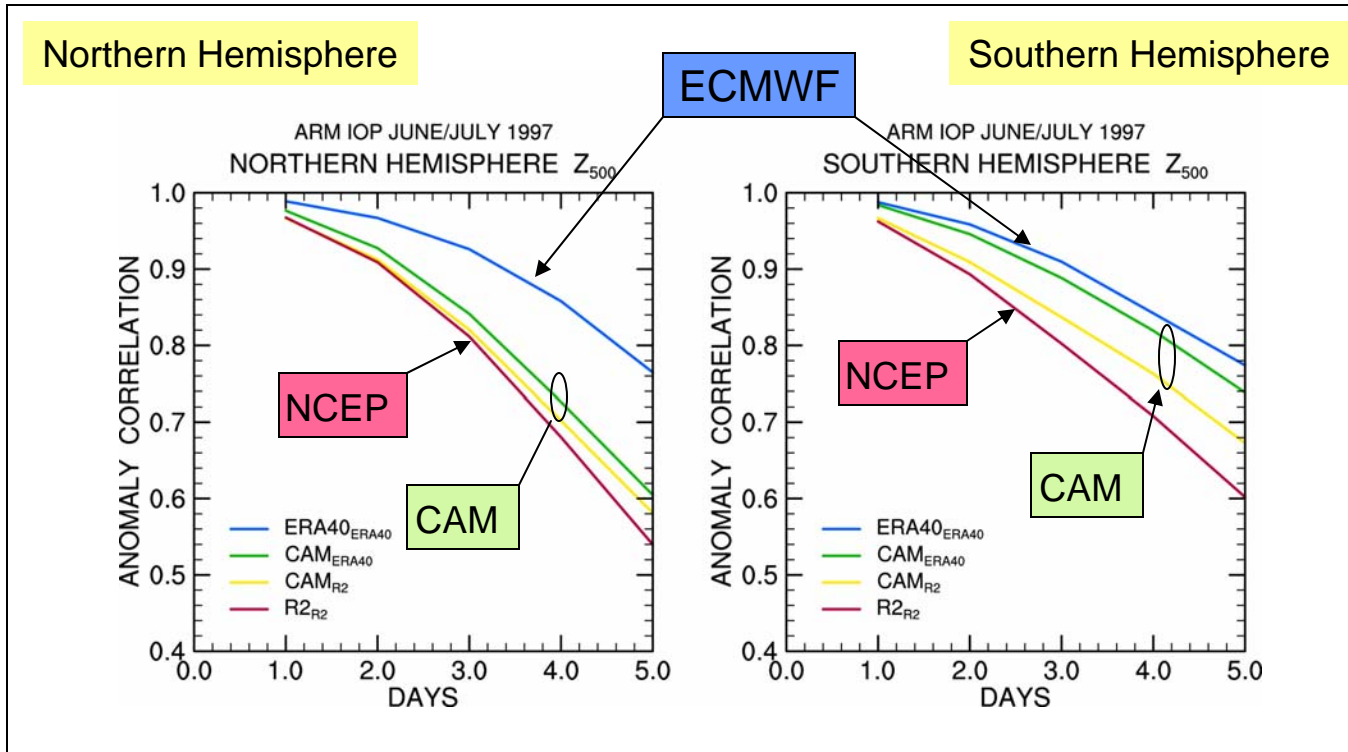 Northern Hemisphere
Southern Hemisphere
ECMWF
ARM IOP JUNE/JULY 1997
NORTHERN HEMISPHERE Z500
ANOMALY CORRELATION
1.0
0.9
0.8
0.7
0.6
0.5
0.4
NCEP
CAM
ERA40ERA40
CAMERA40
CAMR2
R2R2
0.0 1.0 2.0 3.0 4.0 5.0
DAYS
ARM IOP JUNE/JULY 1997
SOUTHERN HEMISPHERE Z500
ANOMALY CORRELATION
1.0
0.9
0.8
0.7
0.6
0.5
0.4
NCEP
CAM
ERA40ERA40
CAMERA40
CAMR2
R2R2
0.0 1.0 2.0 3.0 4.0 5.0
DAYS